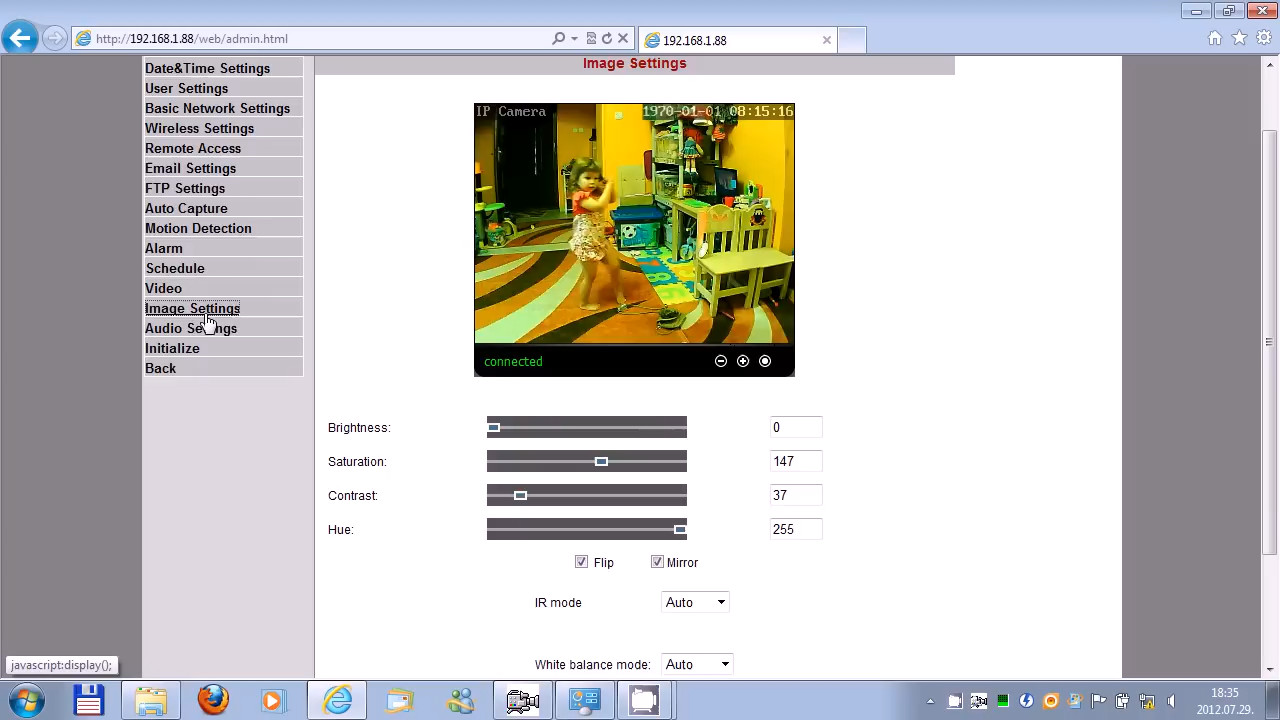 http://192.168.1.88/web/admin.html
192.168.1.88
Date&Time Settings
User Settings
Basic Network Settings
Wireless Settings
Remote Access
Email Settings
FTP Settings
Auto Capture
Motion Detection
Alarm
Schedule
Video
Image Settings
Audio Settings
Initialize
Back
Image Settings
IP Camera 1970-01-01 08:15:16
connected
Brightness: 0
Saturation: 147
Contrast: 37
Hue: 255
Flip Mirror
IR mode Auto
White balance mode: Auto
javascript:display();
18:35
2012.07.29.